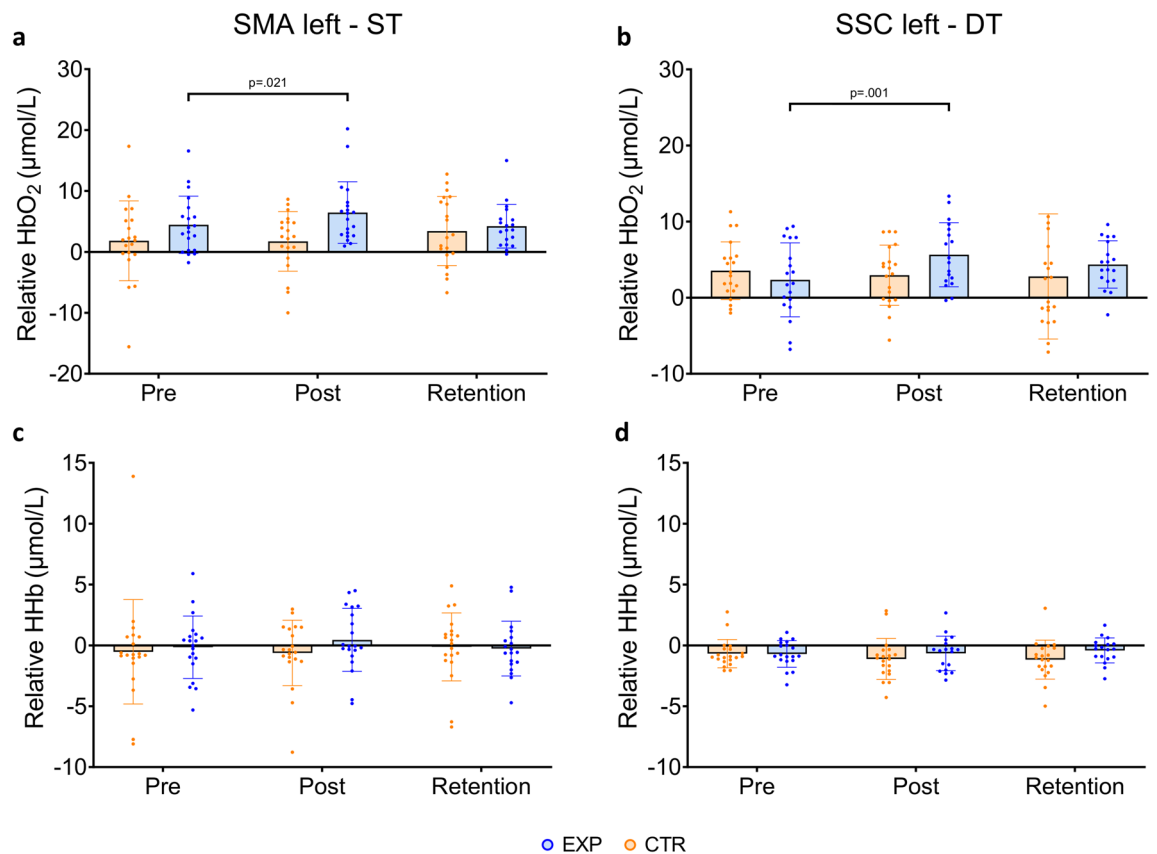 a
SMA left - ST
b
SSC left - DT
Relative HbO2 (µmol/L)
30
20
10
0
-10
-20
p=.021
Pre
Post
Retention
Relative HbO2 (µmol/L)
30
20
10
0
-10
p=.001
Pre
Post
Retention
c
Relative HHb (µmol/L)
15
10
5
0
-5
-10
Pre
Post
Retention
d
Relative HHb (µmol/L)
15
10
5
0
-5
-10
Pre
Post
Retention
EXP CTR